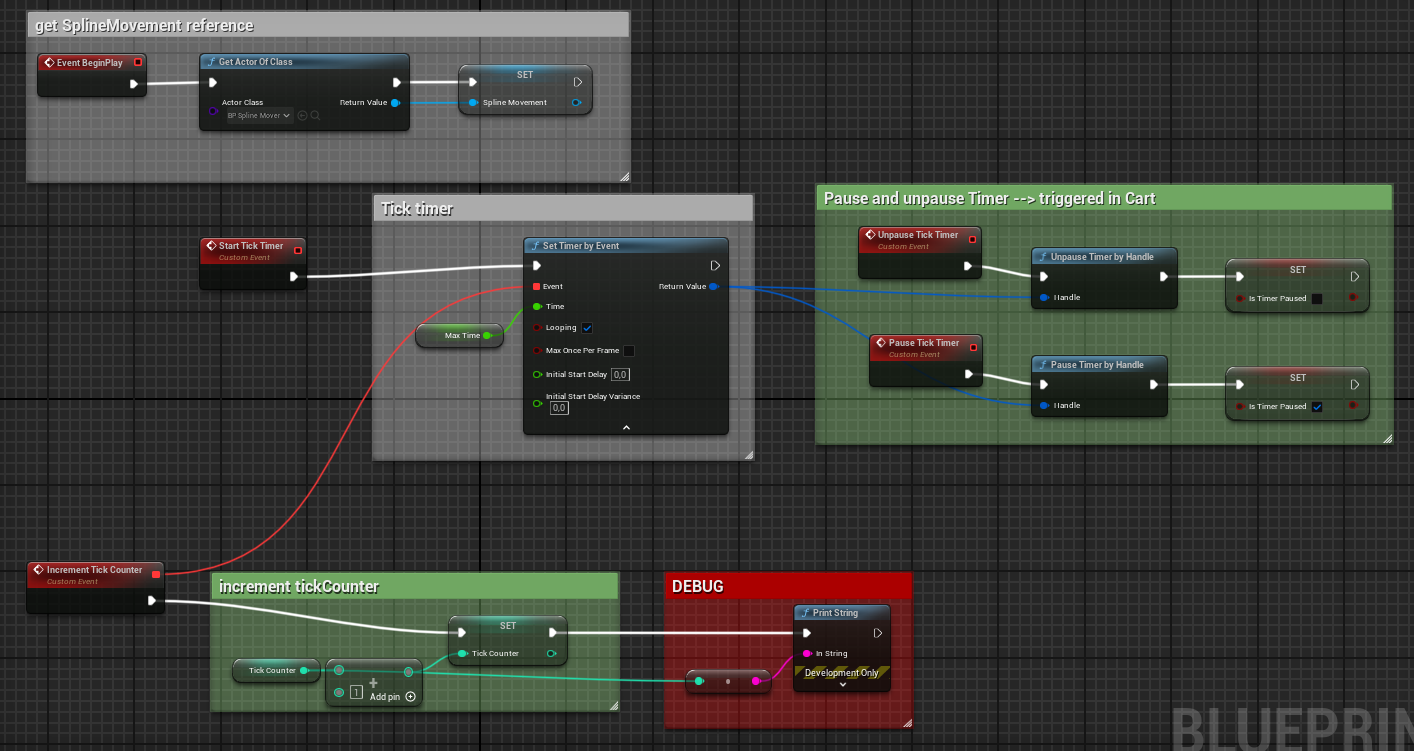 get SplineMovement reference
Event BeginPlay
Get Actor Of Class
Actor Class
BP Spline Mover
Return Value
SET
Spline Movement
Tick timer
Start Tick Timer
Custom Event
Set Timer by Event
Event
Return Value
Time
Max Time
Looping
Max Once Per Frame
Initial Start Delay 0,0
Initial Start Delay Variance
0,0
Pause and unpause Timer --> triggered in Cart
Unpause Tick Timer
Custom Event
Unpause Timer by Handle
Handle
SET
Is Timer Paused
Pause Tick Timer
Custom Event
Pause Timer by Handle
Handle
SET
Is Timer Paused
Increment Tick Counter
Custom Event
increment tickCounter
SET
Tick Counter
Tick Counter
1
Add pin
DEBUG
Print String
In String
Development Only
BLUEPRIN